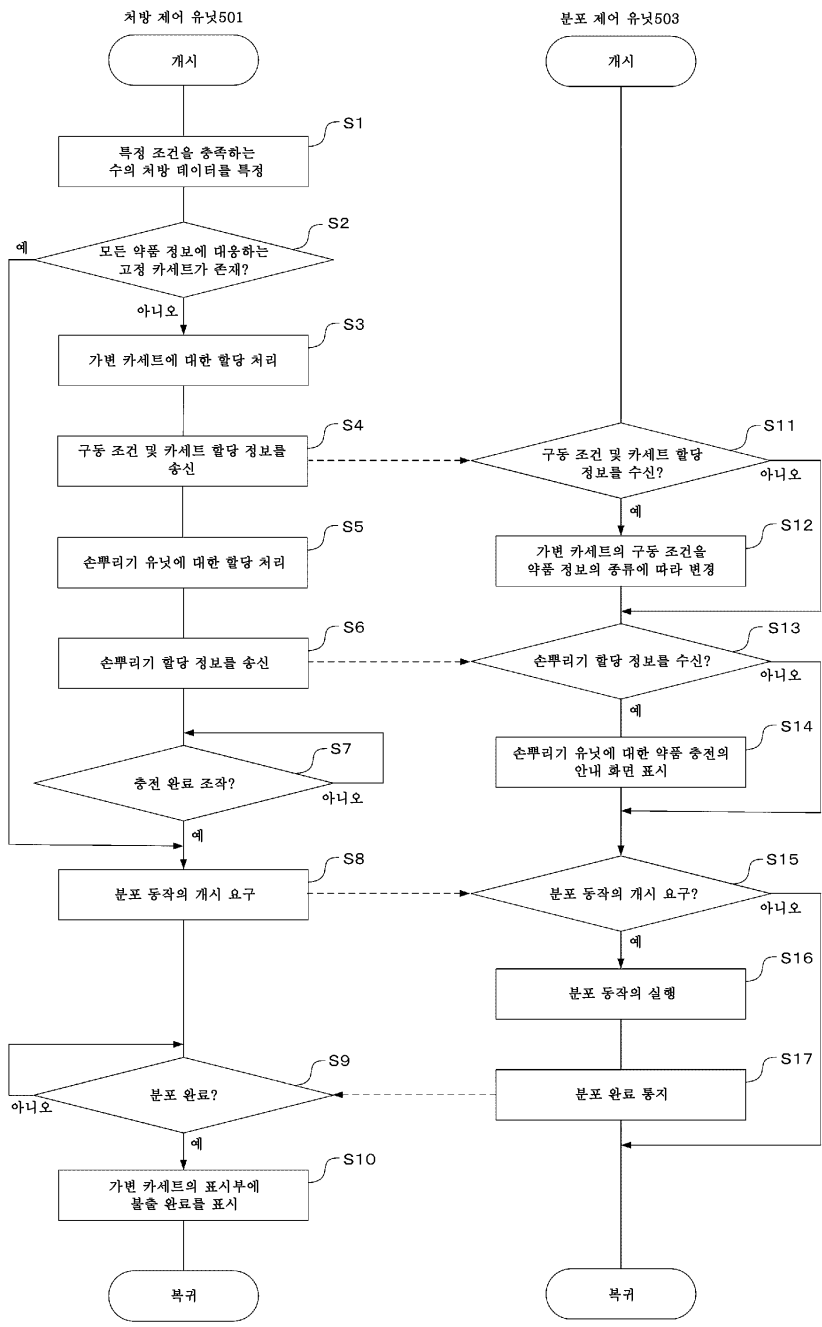 처방 제어 유닛501
개시
S1
특정 조건을 충족하는
수의 처방 데이터를 특정
S2
예
모든 약품 정보에 대응하는
고정 카세트가 존재?
아니오
S3
가변 카세트에 대한 할당 처리
S4
구동 조건 및 카세트 할당 정보를
송신
S5
손뿌리기 유닛에 대한 할당 처리
S6
손뿌리기 할당 정보를 송신
S7
충전 완료 조작?
아니오
예
S8
분포 동작의 개시 요구
S9
분포 완료?
아니오
예
S10
가변 카세트의 표시부에
불출 완료를 표시
복귀
분포 제어 유닛503
개시
S11
구동 조건 및 카세트 할당
정보를 수신?
아니오
예
S12
가변 카세트의 구동 조건을
약품 정보의 종류에 따라 변경
S13
손뿌리기 할당 정보를 수신?
아니오
예
S14
손뿌리기 유닛에 대한 약품 충전의
안내 화면 표시
S15
분포 동작의 개시 요구?
아니오
예
S16
분포 동작의 실행
S17
분포 완료 통지
복귀